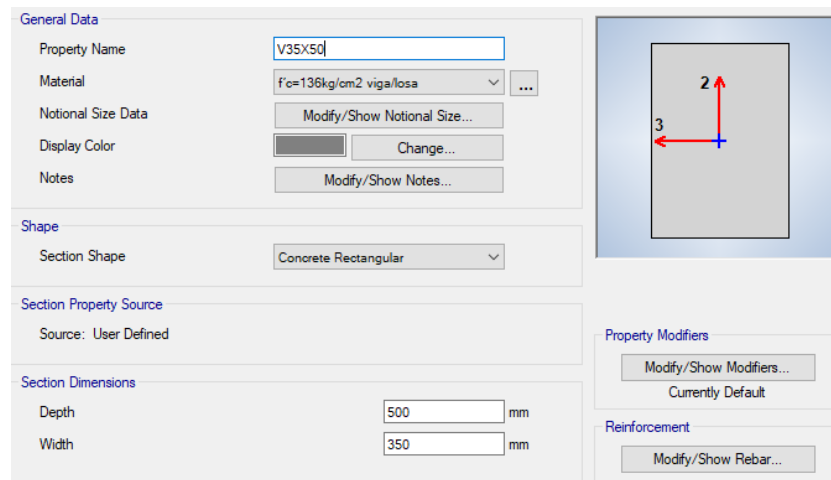 General Data
Property Name V35X50
Material f'c=136kg/cm2 viga/losa ...
Notional Size Data Modify/Show Notional Size...
Display Color Change...
Notes Modify/Show Notes...
2
3
Shape
Section Shape Concrete Rectangular
Section Property Source
Source: User Defined
Property Modifiers
Modify/Show Modifiers...
Currently Default
Section Dimensions
Depth 500 mm
Width 350 mm
Reinforcement
Modify/Show Rebar...